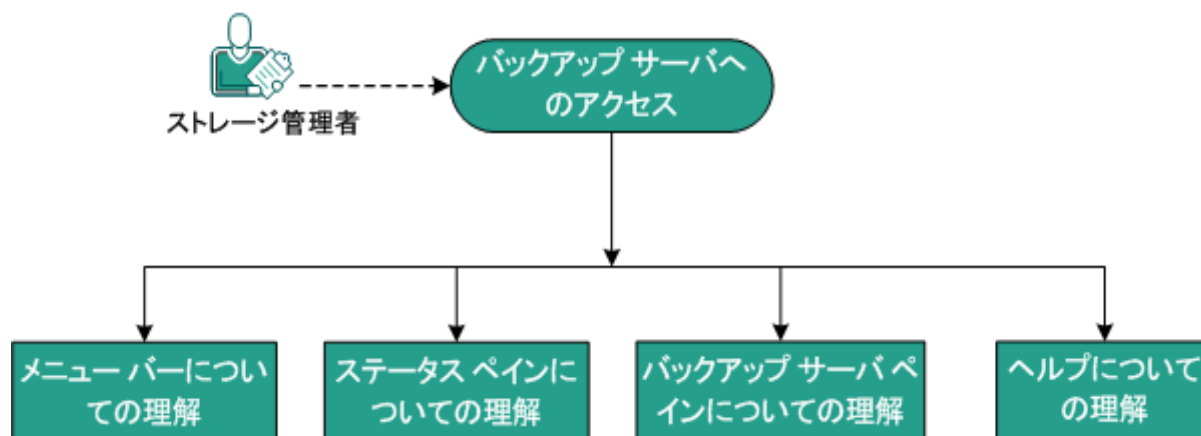 バックアップ サーバへ
のアクセス
ストレージ管理者
メニュー バーについ
ての理解
ステータス ペインに
ついての理解
バックアップ サーバ ペ
インについての理解
ヘルプについて
の理解